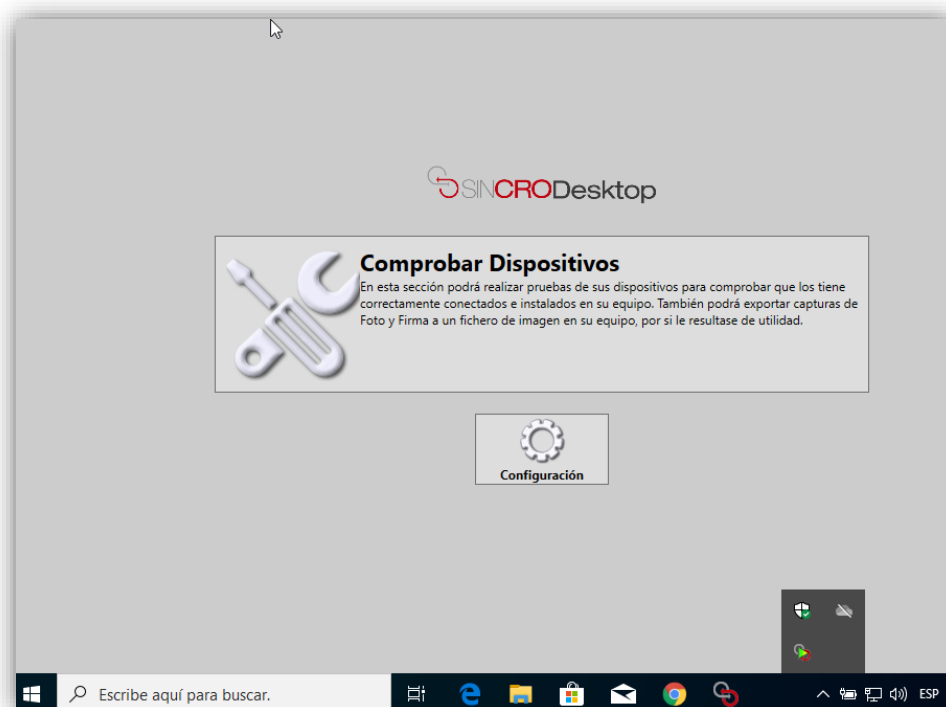 SINCRODesktop
Comprobar Dispositivos
En esta sección podrá realizar pruebas de sus dispositivos para comprobar que los tiene
correctamente conectados e instalados en su equipo. También podrá exportar capturas de
Foto y Firma a un fichero de imagen en su equipo, por si le resultase de utilidad.
Configuración
Escribe aquí para buscar.
ESP